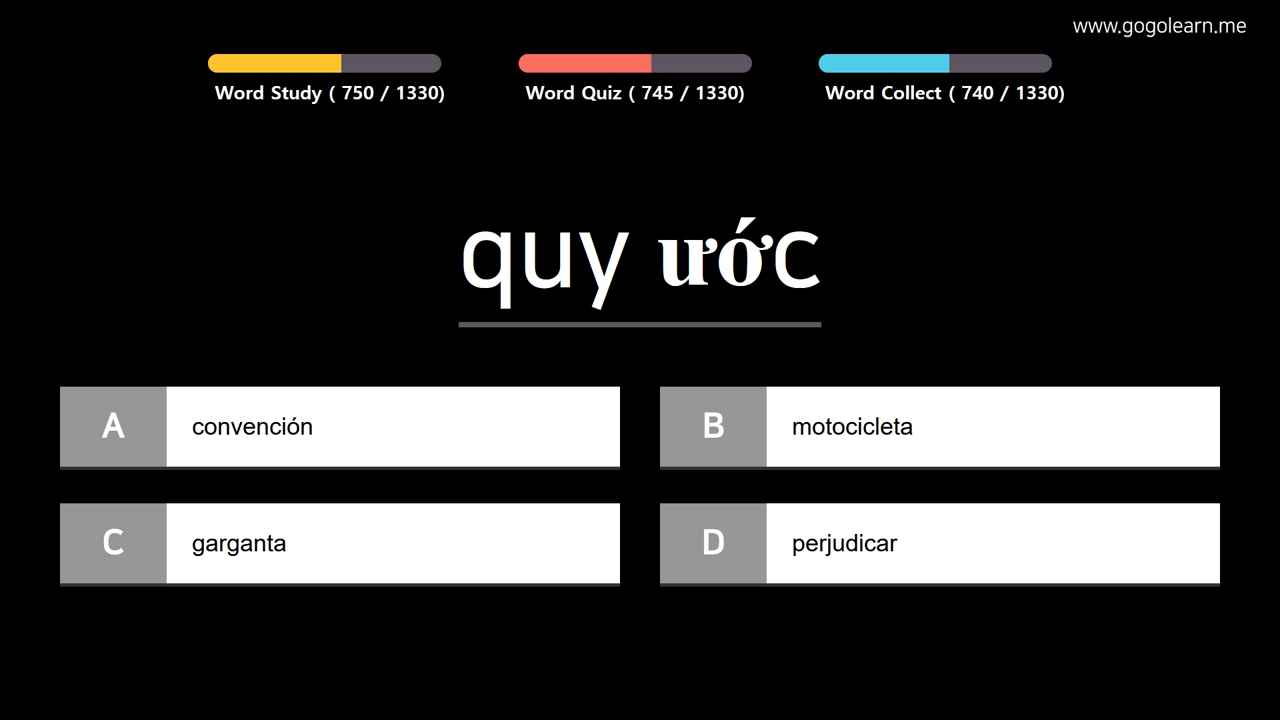 www.gogolearn.me
Word Study ( 750 / 1330)
Word Quiz ( 745 / 1330)
Word Collect ( 740 / 1330)
quy ước
A convención
B motocicleta
C garganta
D perjudicar